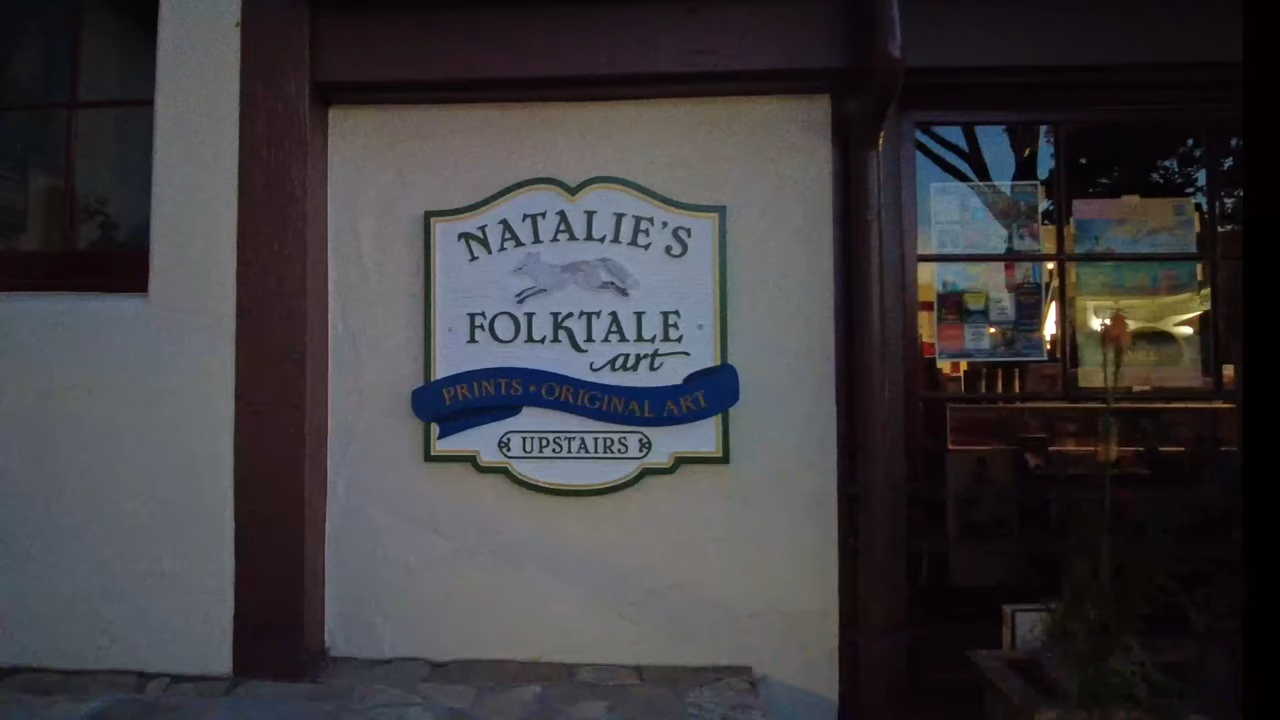 NATALIE'S
FOLKTALE
art
PRINTS • ORIGINAL ART
UPSTAIRS